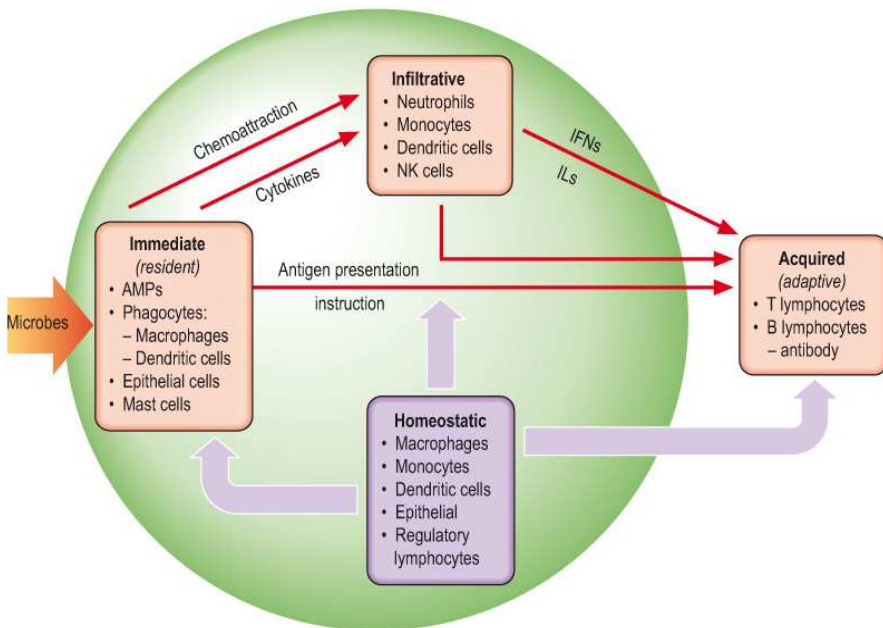 Infiltrative
• Neutrophils
• Monocytes
• Dendritic cells
• NK cells
Chemoattraction
Cytokines
IFNs
ILs
Microbes
Immediate
(resident)
• AMPs
• Phagocytes:
– Macrophages
– Dendritic cells
• Epithelial cells
• Mast cells
Antigen presentation
instruction
Acquired
(adaptive)
• T lymphocytes
• B lymphocytes
– antibody
Homeostatic
• Macrophages
• Monocytes
• Dendritic cells
• Epithelial
• Regulatory
lymphocytes